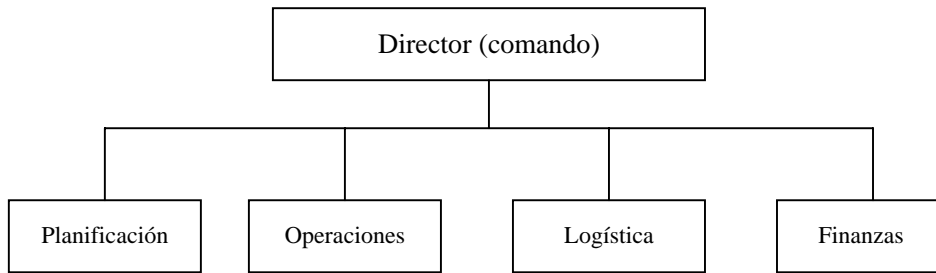 Director (comando)
Planificación
Operaciones
Logística
Finanzas